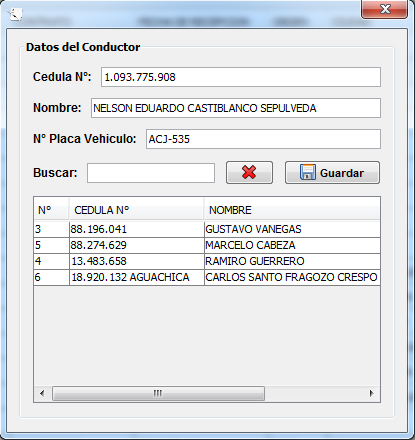 Datos del Conductor
Cedula N°: 1.093.775.908
Nombre: NELSON EDUARDO CASTIBLANCO SEPULVEDA
N° Placa Vehiculo: ACJ-535
Buscar: Guardar
N° CEDULA N° NOMBRE
3 88.196.041 GUSTAVO VANEGAS
5 88.274.629 MARCELO CABEZA
4 13.483.658 RAMIRO GUERRERO
6 18.920.132 AGUACHICA CARLOS SANTO FRAGOZO CRESPO